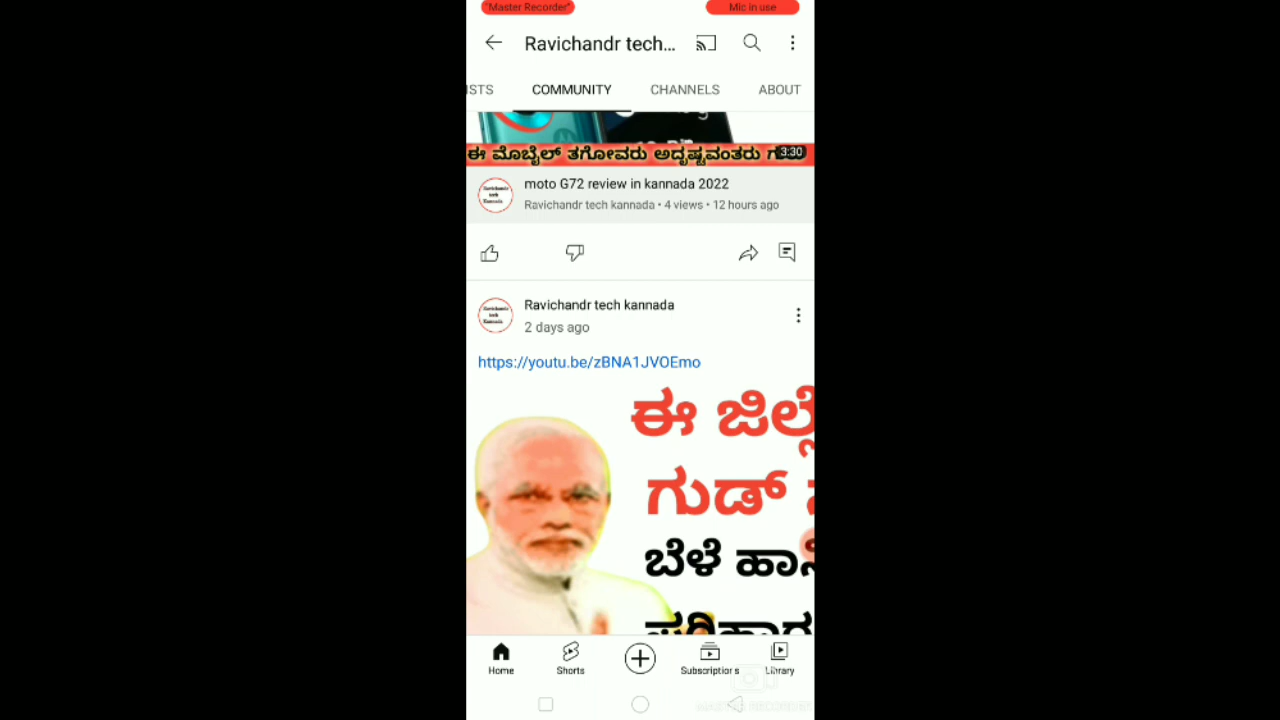 "Master Recorder"
Mic in use
Ravichandr tech...
COMMUNITY
CHANNELS
ABOUT
ಈ ಮೊಬೈಲ್ ತಗೋವರು ಅದೃಷ್ಟವಂತರು
3:30
moto G72 review in kannada 2022
Ravichandr tech kannada • 4 views • 12 hours ago
Ravichandr tech kannada
2 days ago
https://youtu.be/zBNA1JVOEmo
ಈ ಜಿಲ್ಲೆ
ಗುಡ್
ಬೆಳೆ ಹಾನಿ
ಪರಿಹಾರ
Home
Shorts
Subscriptions
Library